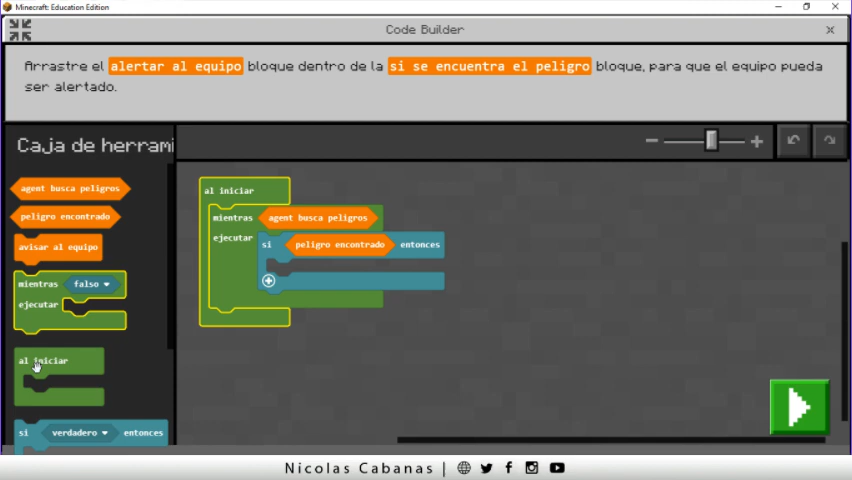 Minecraft: Education Edition
Code Builder
Arrastre el alertar al equipo bloque dentro de la si se encuentra el peligro bloque, para que el equipo pueda
ser alertado.
Caja de herrami
agent busca peligros
peligro encontrado
avisar al equipo
mientras falso
ejecutar
al iniciar
si verdadero entonces
al iniciar
mientras agent busca peligros
ejecutar
si peligro encontrado entonces
Nicolas Cabanas |